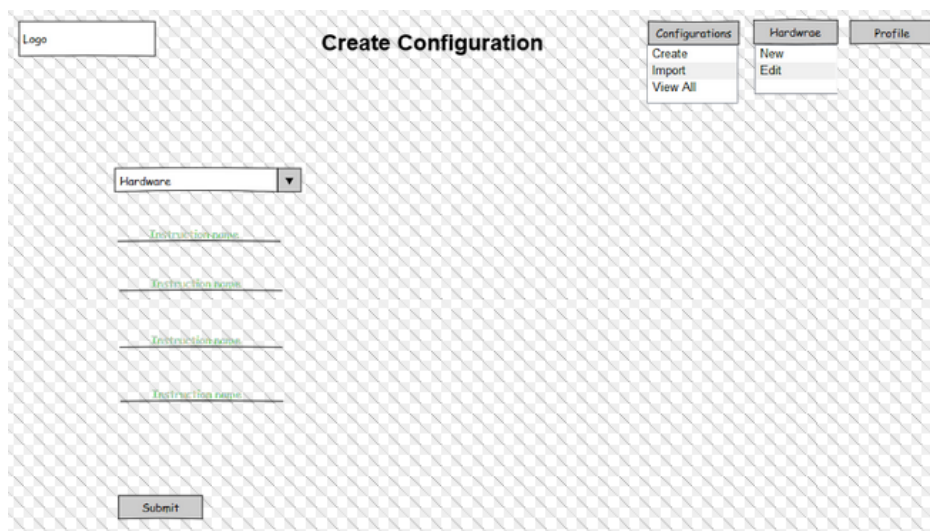 Logo
Create Configuration
Configurations
Create
Import
View All
Hardwrae
New
Edit
Profile
Hardware
Instruction name
Instruction name
Instruction name
Instruction name
Submit